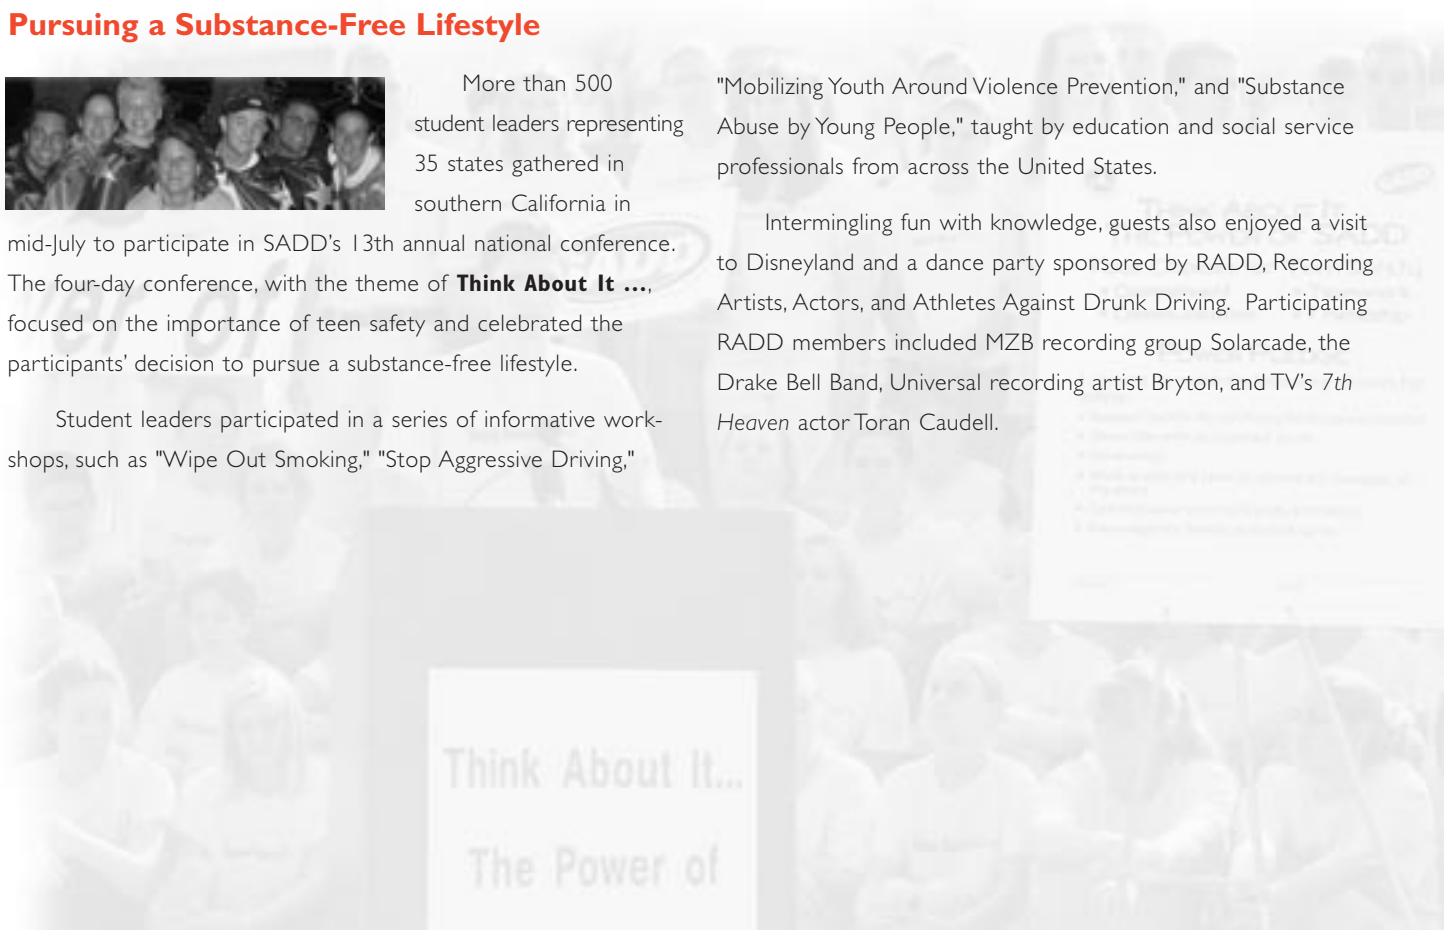 Pursuing a Substance-Free Lifestyle
More than 500
student leaders representing
35 states gathered in
southern California in
mid-July to participate in SADD's 13th annual national conference.
The four-day conference, with the theme of Think About It ...,
focused on the importance of teen safety and celebrated the
participants' decision to pursue a substance-free lifestyle.
Student leaders participated in a series of informative work-
shops, such as "Wipe Out Smoking," "Stop Aggressive Driving,"
"Mobilizing Youth Around Violence Prevention," and "Substance
Abuse by Young People," taught by education and social service
professionals from across the United States.
Intermingling fun with knowledge, guests also enjoyed a visit
to Disneyland and a dance party sponsored by RADD, Recording
Artists, Actors, and Athletes Against Drunk Driving.  Participating
RADD members included MZB recording group Solarcade, the
Drake Bell Band, Universal recording artist Bryton, and TV's 7th
Heaven actor Toran Caudell.
Think About It
The Power of SADD
Think About It...
The Power of